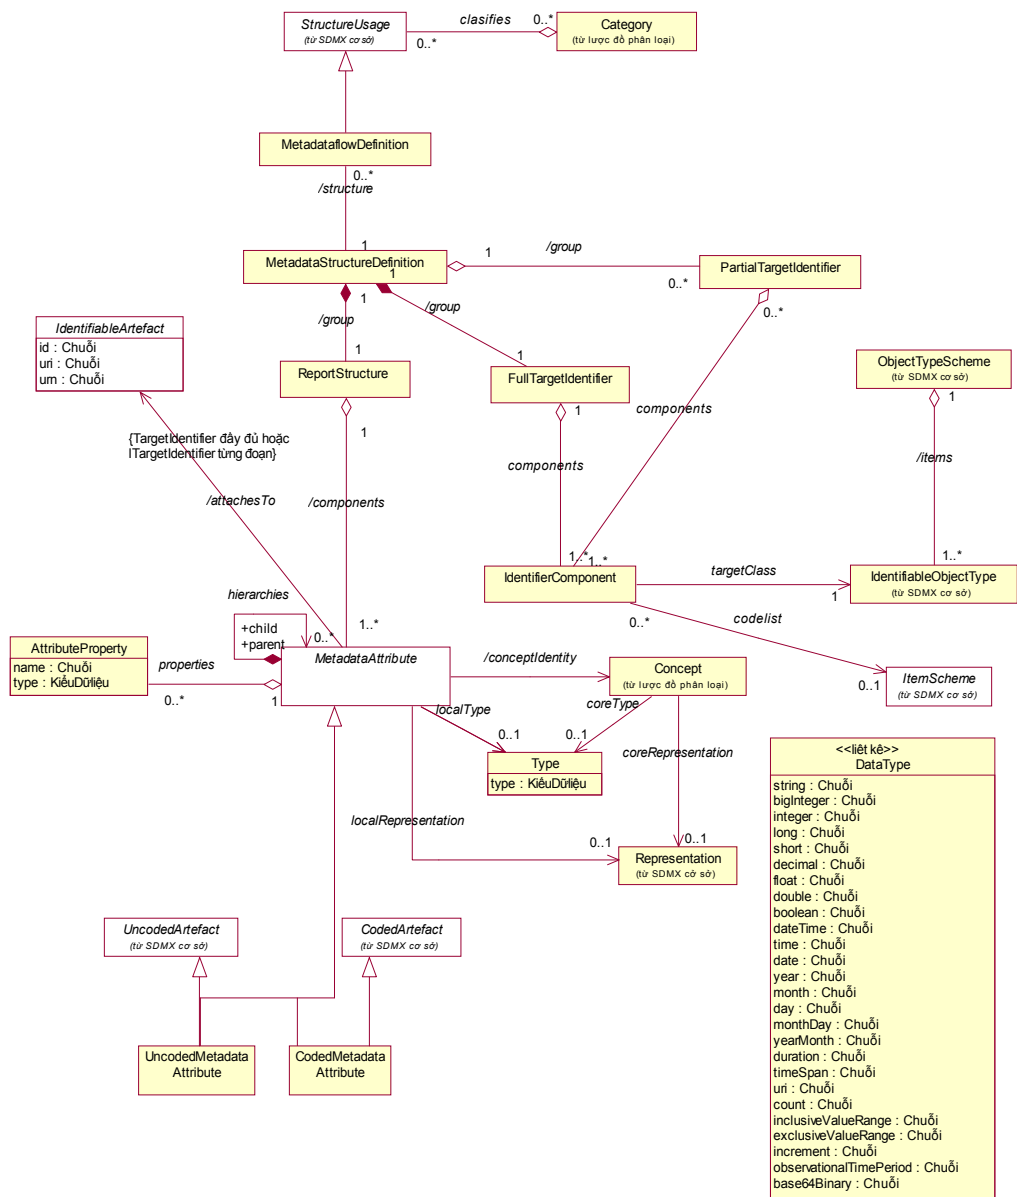 StructureUsage
(từ SDMX cơ sở)
clasifies
0..*
0..*
Category
(từ lược đồ phân loại)
MetadataflowDefinition
0..*
/structure
1
MetadataStructureDefinition
1
1
1
/group
0..*
PartialTargetIdentifier
0..*
/group
/group
1
1
IdentifiableArtefact
id : Chuỗi
uri : Chuỗi
urn : Chuỗi
ReportStructure
1
FullTargetIdentifier
1
ObjectTypeScheme
(từ SDMX cơ sở)
1
components
{TargetIdentifier đầy đủ hoặc
lTargetIdentifier từng đoạn}
components
/items
/attachesTo
/components
1..*
1..*
1..*
IdentifierComponent
targetClass
1
IdentifiableObjectType
(từ SDMX cơ sở)
hierarchies
+child
+parent
0..*
1..*
0..*
codelist
0..1
ItemScheme
(từ SDMX cơ sở)
AttributeProperty
name : Chuỗi
type : KiểuDữliệu
properties
0..*
1
MetadataAttribute
/conceptIdentity
Concept
(từ lược đồ phân loại)
localType
0..1
coreType
0..1
coreRepresentation
Type
type : KiểuDữliệu
localRepresentation
0..1
0..1
Representation
(từ SDMX cở sở)
<<liêt kê>>
DataType
string : Chuỗi
bigInteger : Chuỗi
integer : Chuỗi
long : Chuỗi
short : Chuỗi
decimal : Chuỗi
float : Chuỗi
double : Chuỗi
boolean : Chuỗi
dateTime : Chuỗi
time : Chuỗi
date : Chuỗi
year : Chuỗi
month : Chuỗi
day : Chuỗi
monthDay : Chuỗi
yearMonth : Chuỗi
duration : Chuỗi
timeSpan : Chuỗi
uri : Chuỗi
count : Chuỗi
inclusiveValueRange : Chuỗi
exclusiveValueRange : Chuỗi
increment : Chuỗi
observationalTimePeriod : Chuỗi
base64Binary : Chuỗi
UncodedArtefact
(từ SDMX cơ sở)
CodedArtefact
(từ SDMX cơ sở)
UncodedMetadata
Attribute
CodedMetadata
Attribute